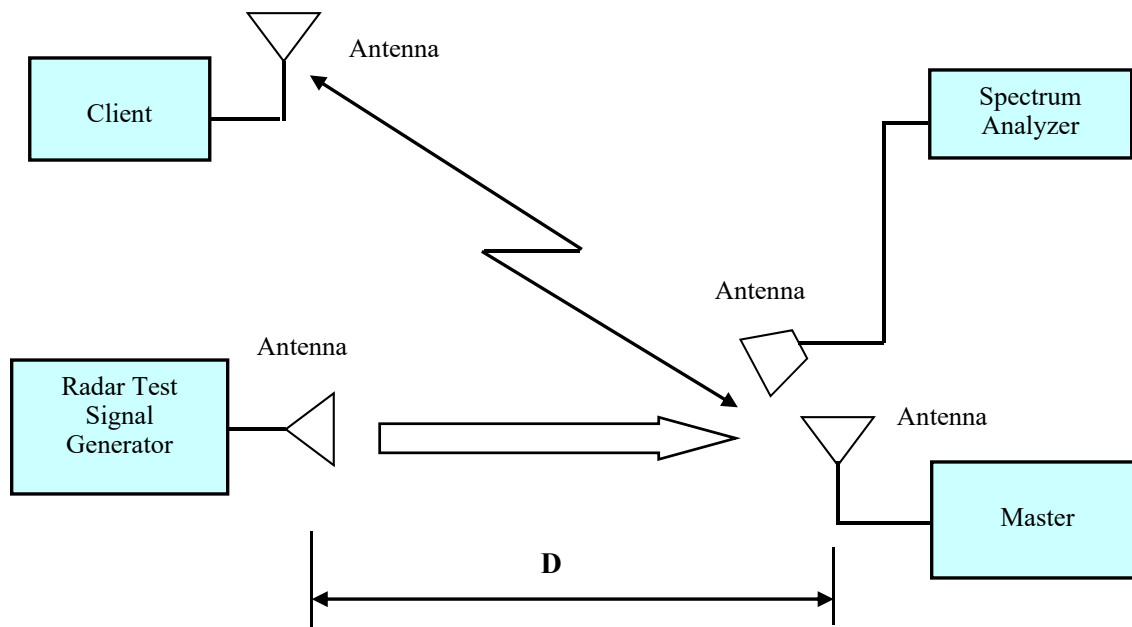 Antenna
Client
Spectrum
Analyzer
Antenna
Antenna
Radar Test
Signal
Generator
Antenna
Master
D